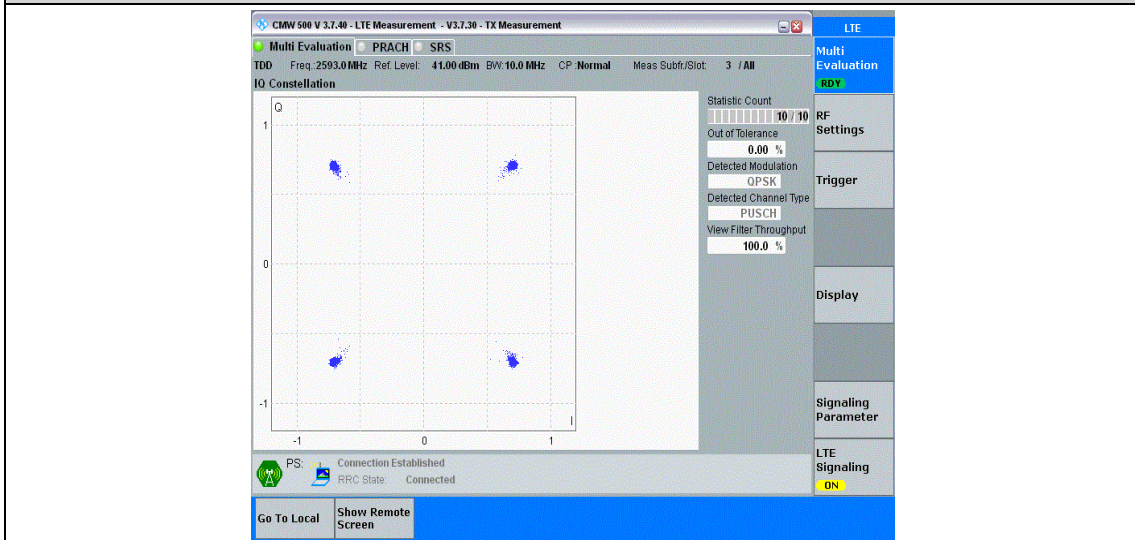 CMW 500 V 3.7.40 - LTE Measurement - V3.7.30 - TX Measurement
LTE
Multi Evaluation PRACH SRS
Multi
Evaluation
RDY
TDD Freq.:2593.0 MHz Ref. Level: 41.00 dBm BW:10.0 MHz CP :Normal Meas Subfr./Slot: 3 / All
IQ Constellation
Q
1
0
-1
-1 0 1
I
Statistic Count
10 / 10
Out of Tolerance
0.00 %
Detected Modulation
QPSK
Detected Channel Type
PUSCH
View Filter Throughput
100.0 %
RF
Settings
Trigger
Display
Signaling
Parameter
LTE
Signaling
ON
PS: Connection Established
RRC State: Connected
Go To Local
Show Remote
Screen